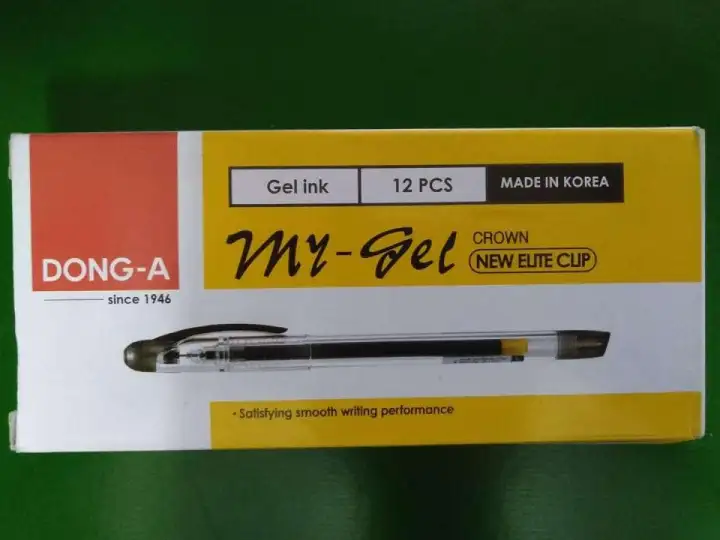 Gel ink
12 PCS
MADE IN KOREA
My-Gel
CROWN
NEW ELITE CLIP
DONG-A
since 1946
• Satisfying smooth writing performance